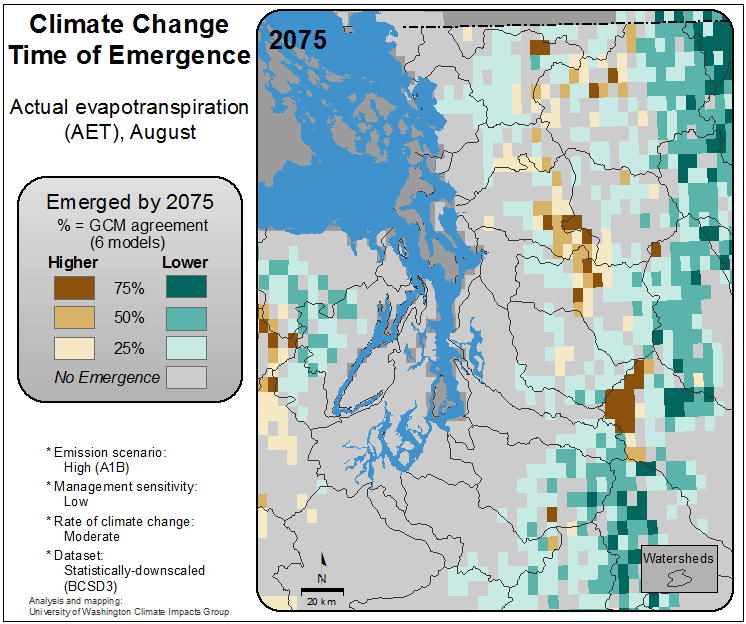 Climate Change
Time of Emergence
Actual evapotranspiration
(AET), August
Emerged by 2075
% = GCM agreement
(6 models)
Higher Lower
75%
50%
25%
No Emergence
* Emission scenario:
High (A1B)
* Management sensitivity:
Low
* Rate of climate change:
Moderate
* Dataset:
Statistically-downscaled
(BCSD3)
Analysis and mapping:
University of Washington Climate Impacts Group
2075
N
20 km
Watersheds